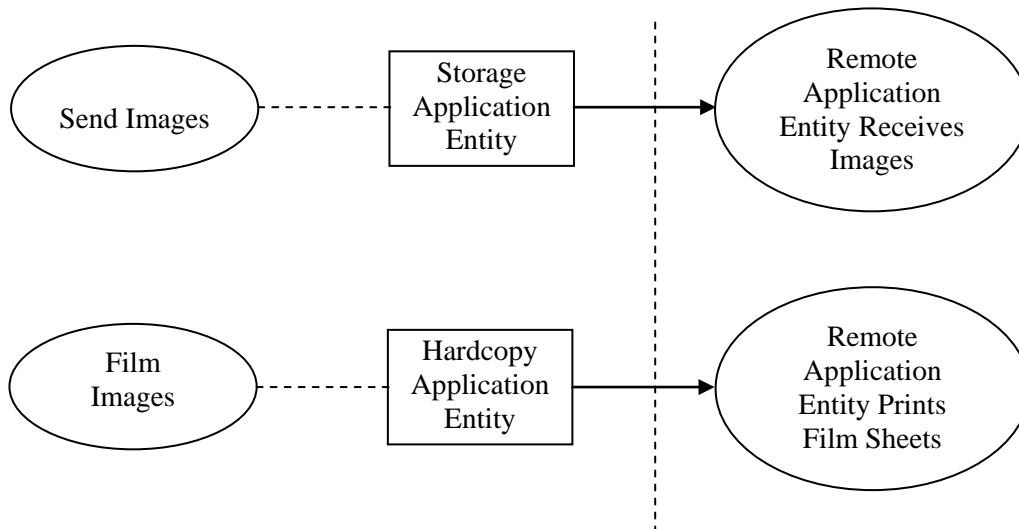 Send Images
Storage
Application
Entity
Remote
Application
Entity Receives
Images
Film
Images
Hardcopy
Application
Entity
Remote
Application
Entity Prints
Film Sheets